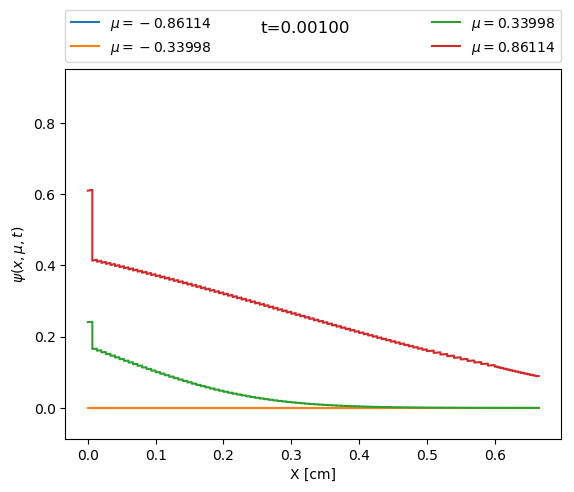 t=0.00100
μ = − 0.86114
μ = − 0.33998
μ = 0.33998
μ = 0.86114
ψ(x, μ, t)
0.8
0.6
0.4
0.2
0.0
0.0 0.1 0.2 0.3 0.4 0.5 0.6
X [cm]